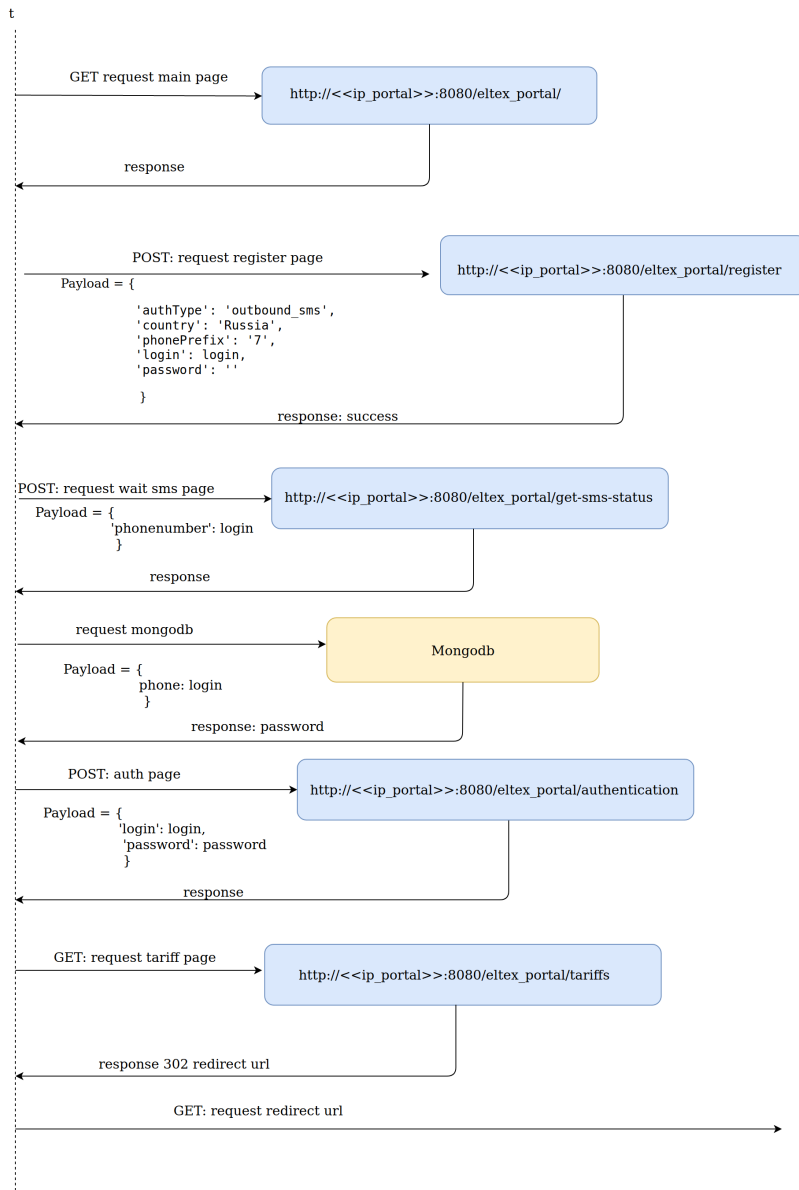 t
GET request main page
http://<<ip_portal>>:8080/eltex_portal/
response
POST: request register page
http://<<ip_portal>>:8080/eltex_portal/register
Payload = {
'authType': 'outbound_sms',
'country': 'Russia',
'phonePrefix': '7',
'login': login,
'password': ''
}
response: success
POST: request wait sms page
http://<<ip_portal>>:8080/eltex_portal/get-sms-status
Payload = {
'phonenumber': login
}
response
request mongodb
Mongodb
Payload = {
phone: login
}
response: password
POST: auth page
http://<<ip_portal>>:8080/eltex_portal/authentication
Payload = {
'login': login,
'password': password
}
response
GET: request tariff page
http://<<ip_portal>>:8080/eltex_portal/tariffs
response 302 redirect url
GET: request redirect url